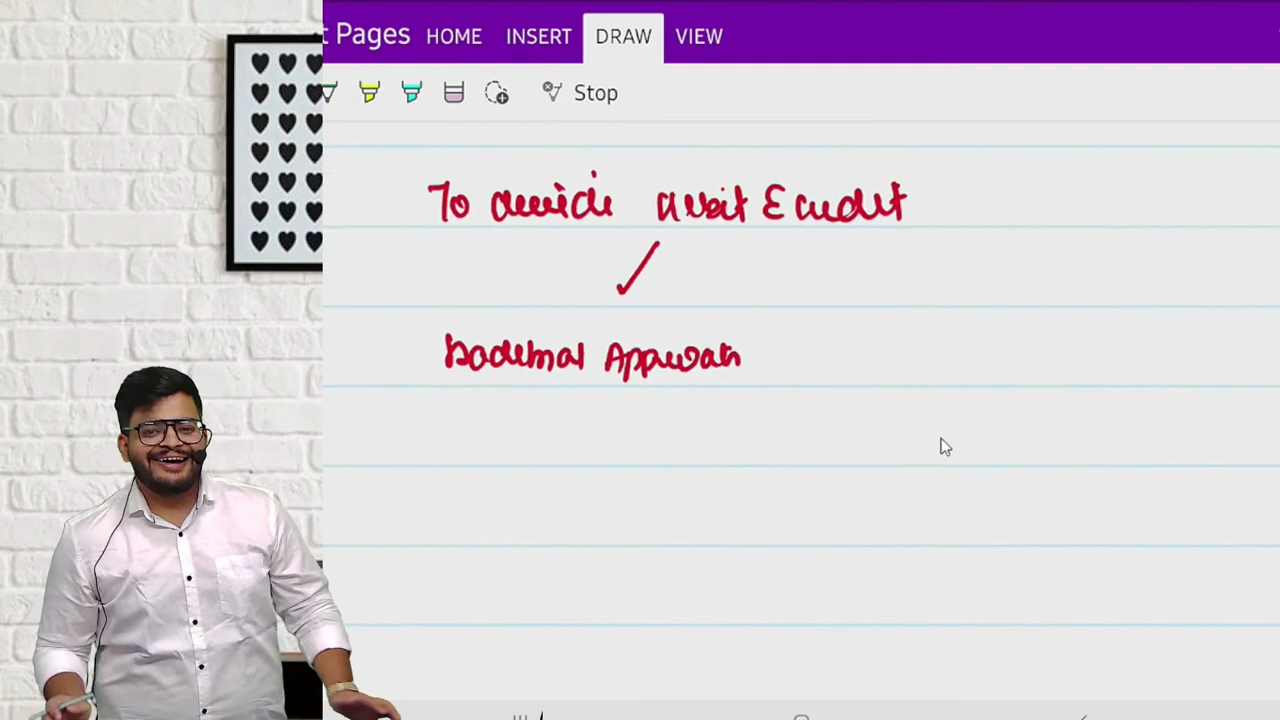 t Pages HOME INSERT DRAW VIEW
Stop
To decide debit & credit
Traditional Approach